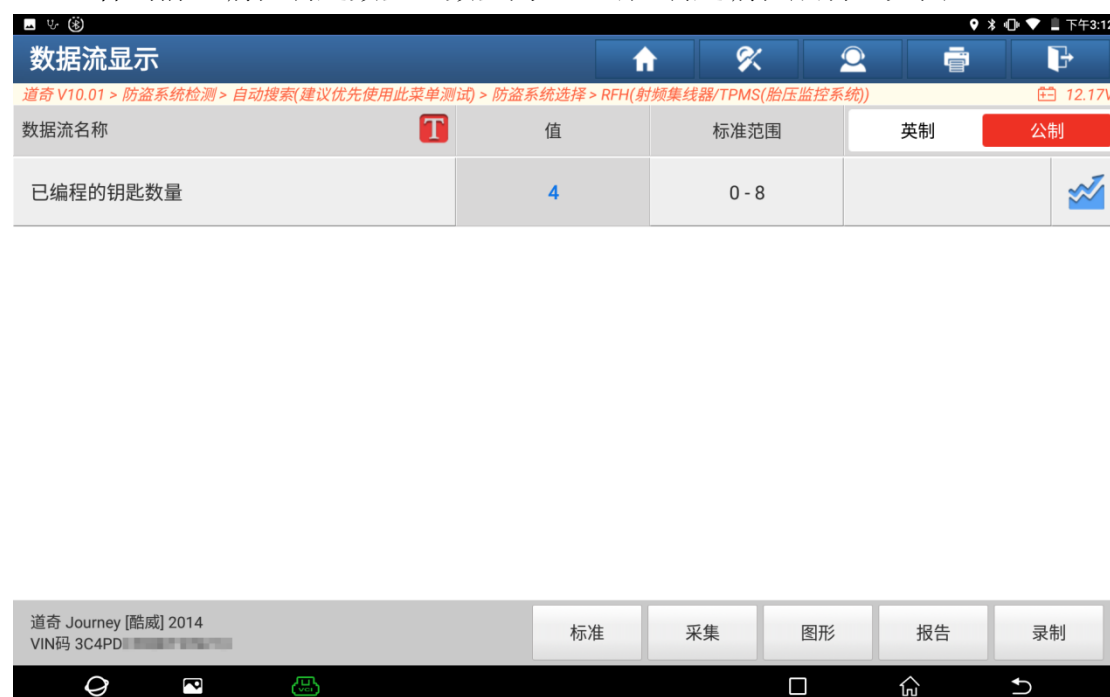 下午3:12
数据流显示
道奇 V10.01 > 防盗系统检测 > 自动搜索(建议优先使用此菜单测试) > 防盗系统选择 > RFH(射频集线器/TPMS(胎压监控系统)) 12.17V
数据流名称 T 值 标准范围 英制 公制
已编程的钥匙数量 4 0 - 8
道奇 Journey [酷威] 2014
VIN码 3C4PD
标准 采集 图形 报告 录制
VCI